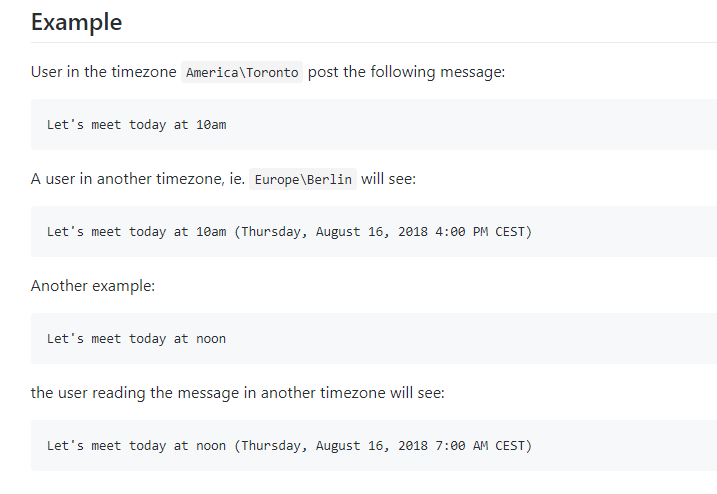 Example
User in the timezone America\Toronto post the following message:
Let's meet today at 10am
A user in another timezone, ie. Europe\Berlin will see:
Let's meet today at 10am (Thursday, August 16, 2018 4:00 PM CEST)
Another example:
Let's meet today at noon
the user reading the message in another timezone will see:
Let's meet today at noon (Thursday, August 16, 2018 7:00 AM CEST)